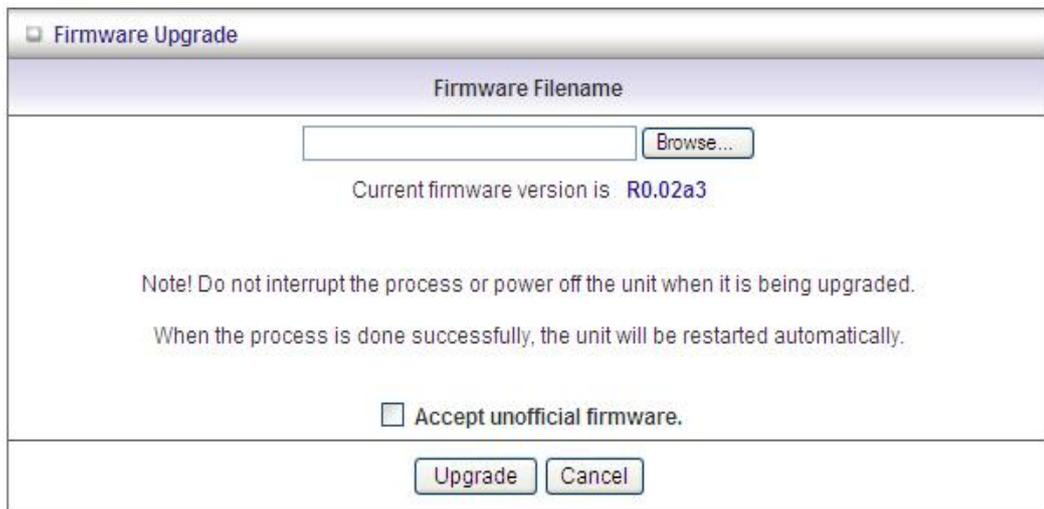 Firmware Upgrade
Firmware Filename
Browse...
Current firmware version is R0.02a3
Note! Do not interrupt the process or power off the unit when it is being upgraded.
When the process is done successfully, the unit will be restarted automatically.
Accept unofficial firmware.
Upgrade Cancel